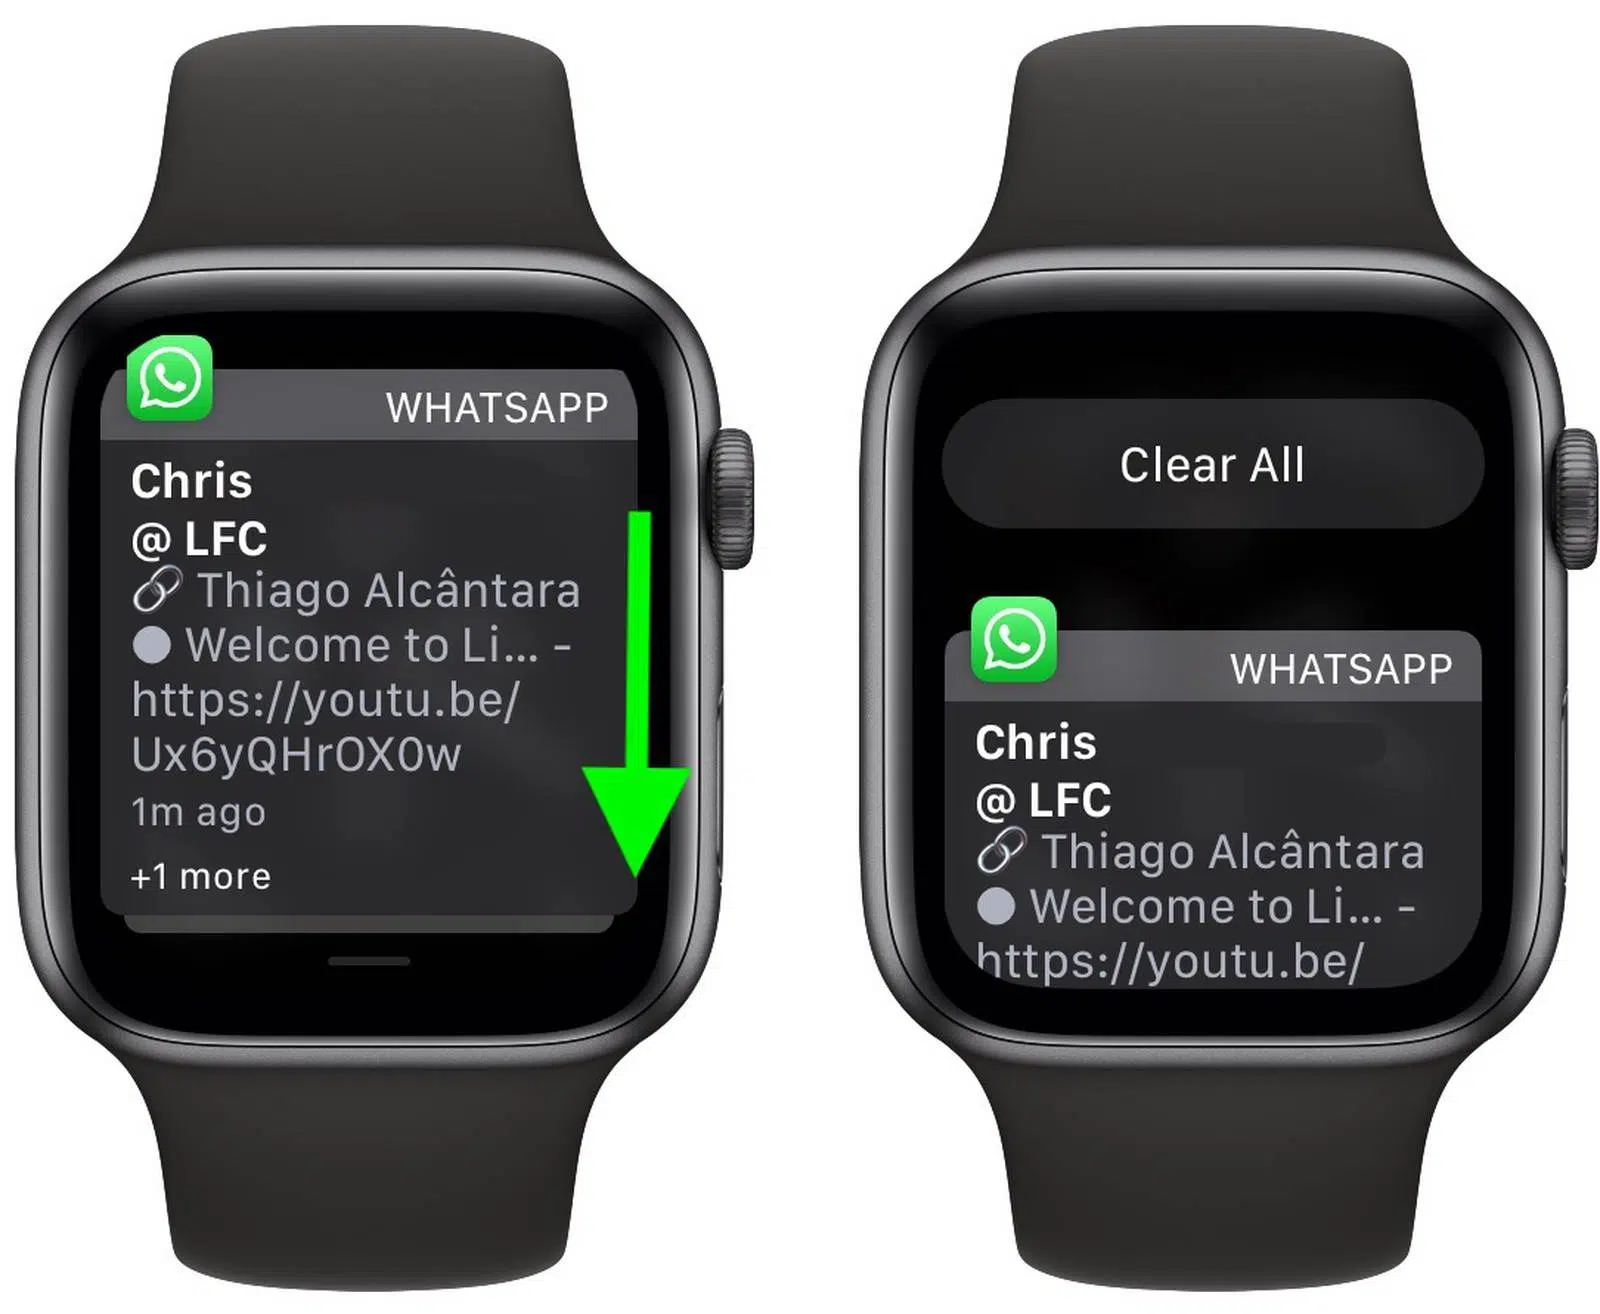 WHATSAPP
Chris
@ LFC
🔗 Thiago Alcântara
⚪ Welcome to Li... -
https://youtu.be/
Ux6yQHrOX0w
1m ago
+1 more
Clear All
WHATSAPP
Chris
@ LFC
🔗 Thiago Alcântara
⚪ Welcome to Li... -
https://youtu.be/